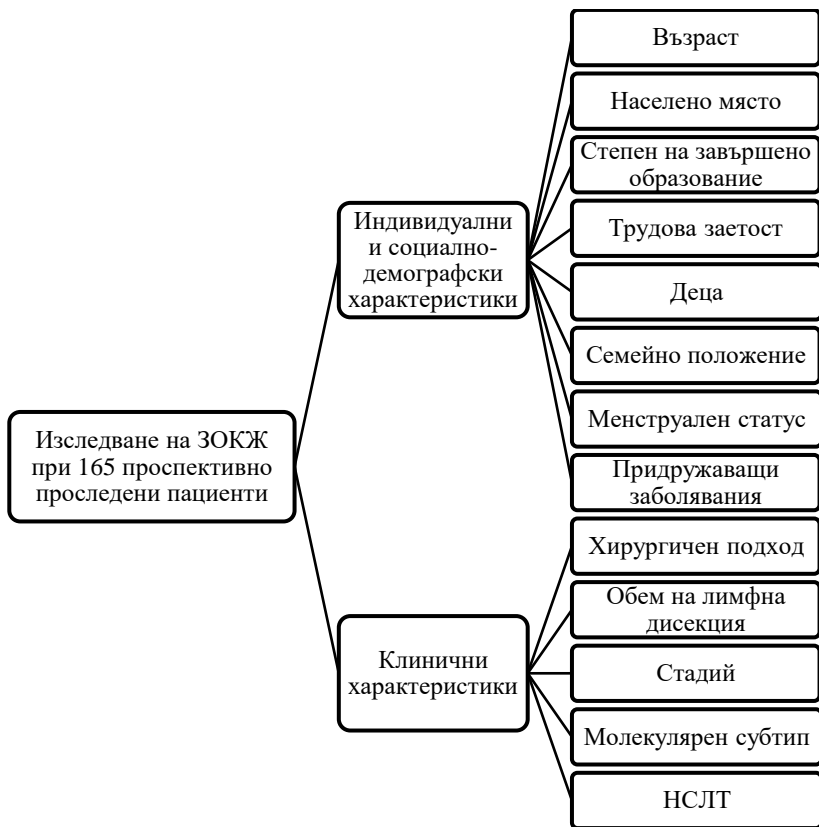 Изследване на ЗОКЖ
при 165 проспективно
проследени пациенти
Индивидуални
и социално-
демографски
характеристики
Възраст
Населено място
Степен на завършено
образование
Трудова заетост
Деца
Семейно положение
Менструален статус
Придружаващи
заболявания
Клинични
характеристики
Хирургичен подход
Обем на лимфна
дисекция
Стадий
Молекулярен субтип
НСЛТ